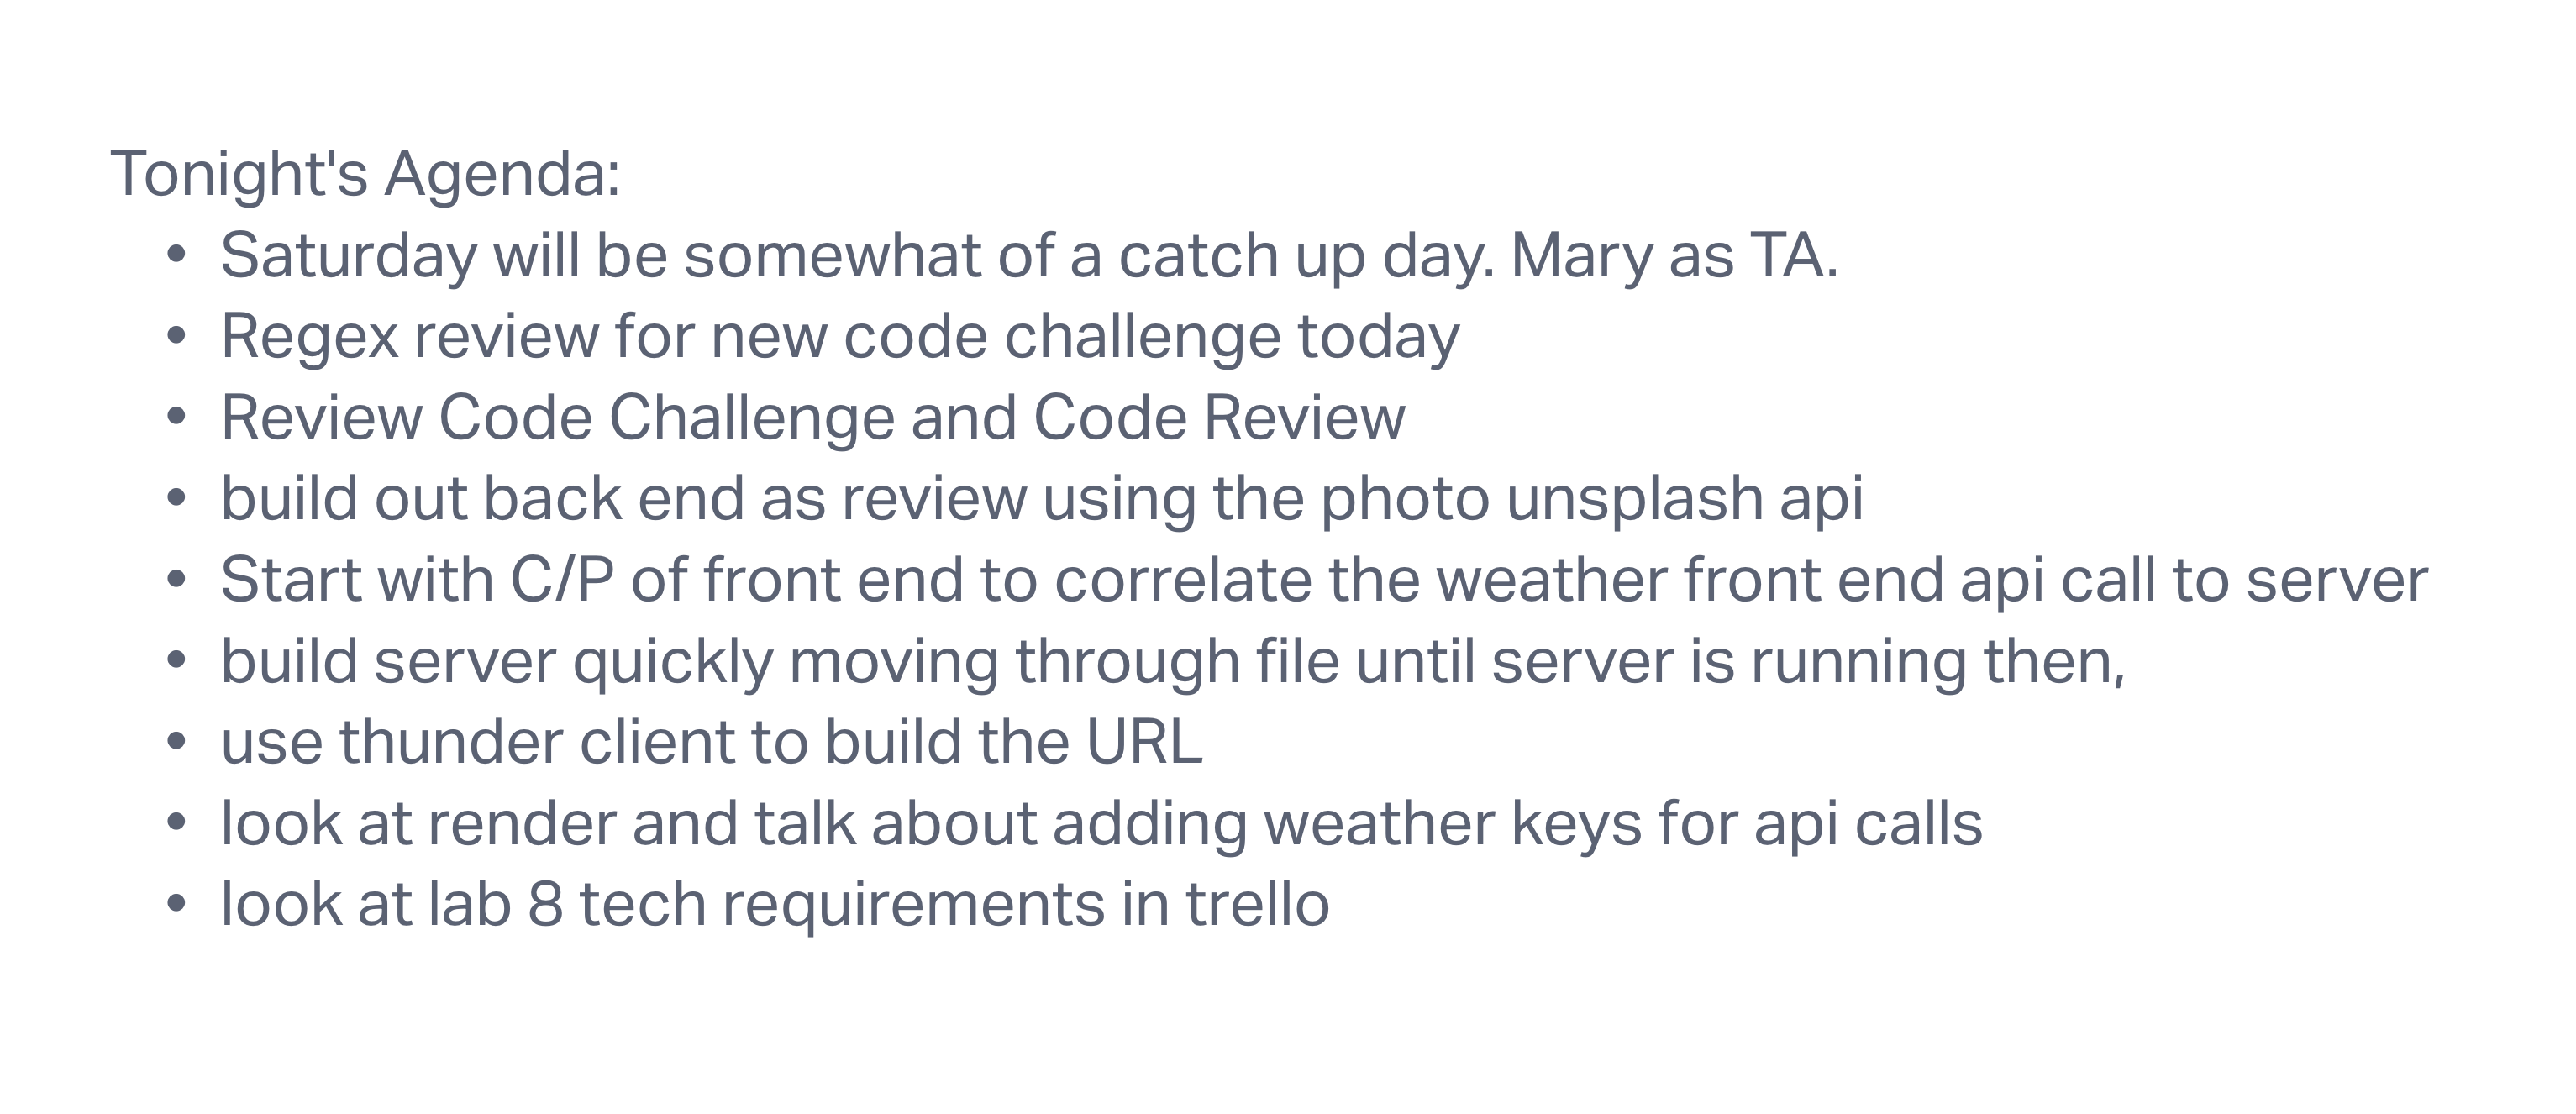 Tonight's Agenda:
• Saturday will be somewhat of a catch up day. Mary as TA.
• Regex review for new code challenge today
• Review Code Challenge and Code Review
• build out back end as review using the photo unsplash api
• Start with C/P of front end to correlate the weather front end api call to server
• build server quickly moving through file until server is running then,
• use thunder client to build the URL
• look at render and talk about adding weather keys for api calls
• look at lab 8 tech requirements in trello